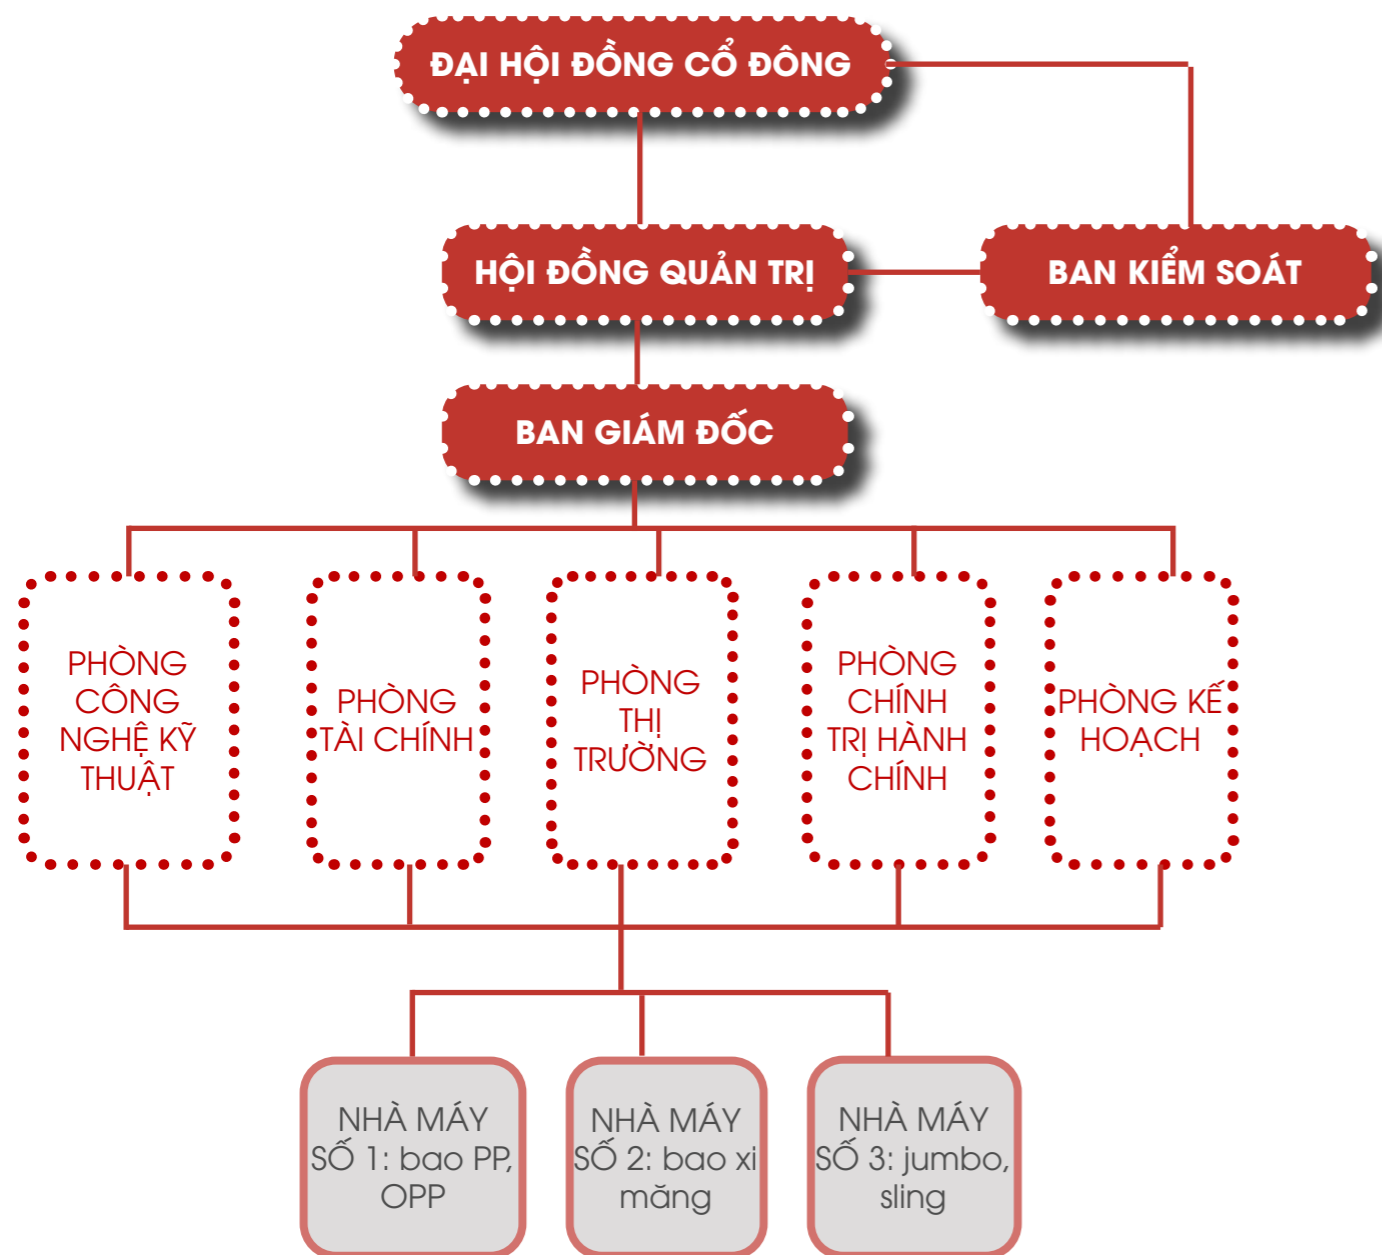 ĐẠI HỘI ĐỒNG CỔ ĐÔNG
HỘI ĐỒNG QUẢN TRỊ
BAN KIỂM SOÁT
BAN GIÁM ĐỐC
PHÒNG
CÔNG
NGHỆ KỸ
THUẬT
PHÒNG
TÀI CHÍNH
PHÒNG
THỊ
TRƯỜNG
PHÒNG
CHÍNH
TRỊ HÀNH
CHÍNH
PHÒNG KẾ
HOẠCH
NHÀ MÁY
SỐ 1: bao PP,
OPP
NHÀ MÁY
SỐ 2: bao xi
măng
NHÀ MÁY
SỐ 3: jumbo,
sling